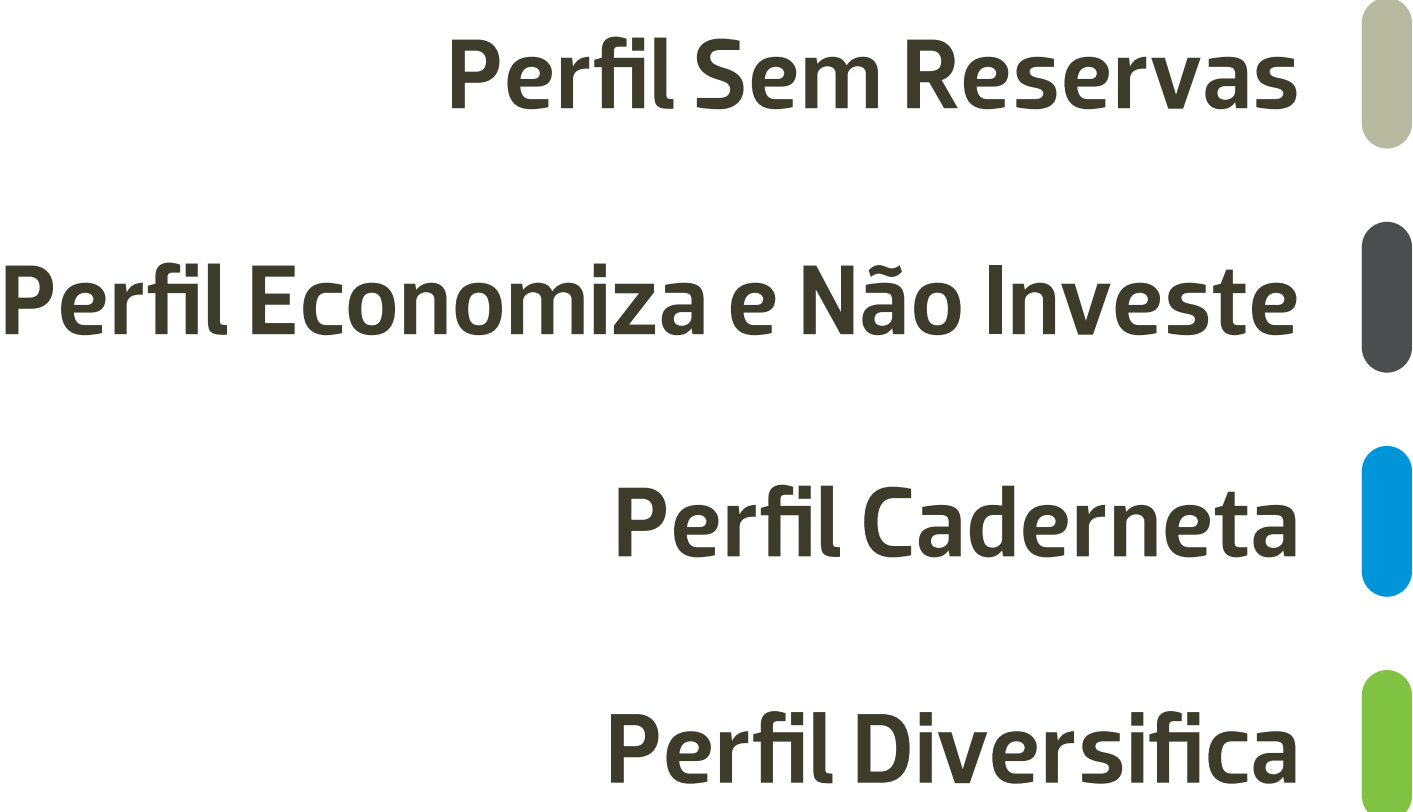 Perfil Sem Reservas
Perfil Economiza e Não Investe
Perfil Caderneta
Perfil Diversifica